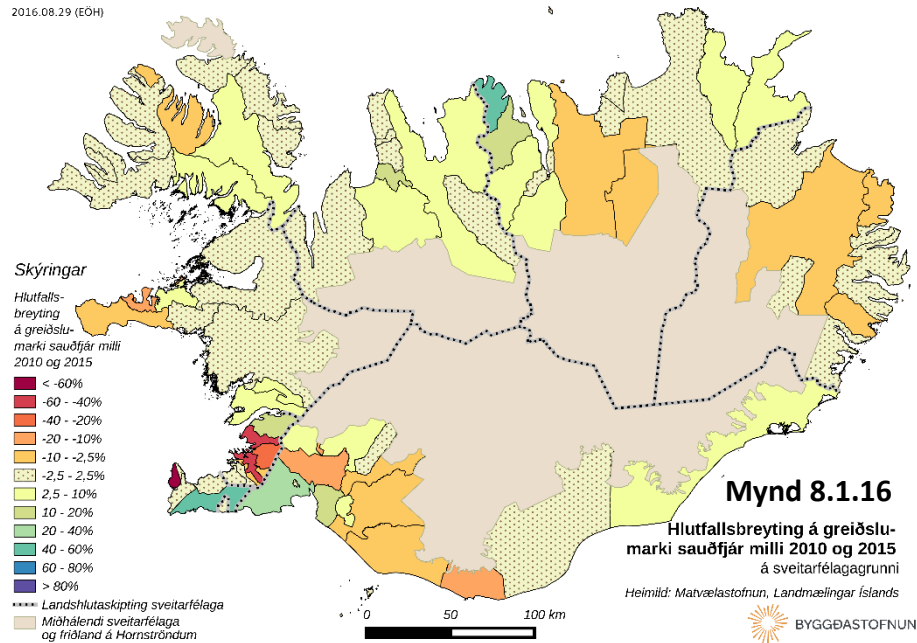 2016.08.29 (EÖH)
Skýringar
Hlutfalls-
breyting
á greiðslu-
marki sauðfjár milli
2010 og 2015
< -60%
-60 - -40%
-40 - -20%
-20 - -10%
-10 - -2,5%
-2,5 - 2,5%
2,5 - 10%
10 - 20%
20 - 40%
40 - 60%
60 - 80%
> 80%
Landshlutaskipting sveitarfélaga
Miðhálendi sveitarfélaga
og friðland á Hornströndum
0 50 100 km
Mynd 8.1.16
Hlutfallsbreyting á greiðslu-
marki sauðfjár milli 2010 og 2015
á sveitarfélagagrunni
Heimild: Matvælastofnun, Landmælingar Íslands
BYGGÐASTOFNUN